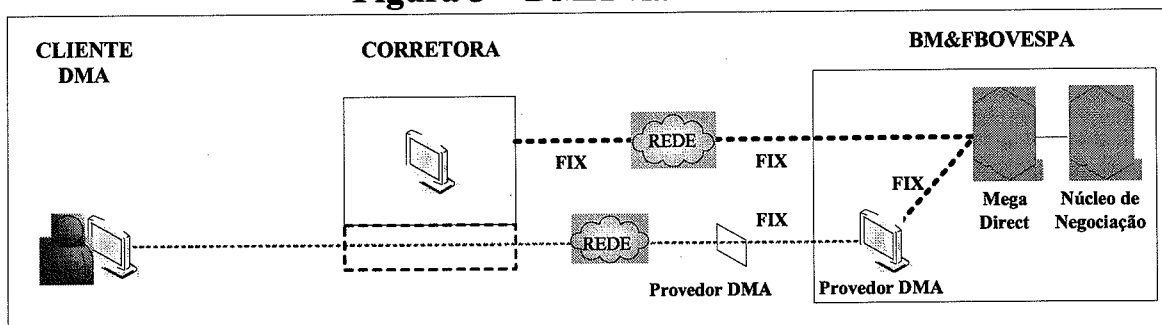 CLIENTE
DMA
CORRETORA
BM&FBOVESPA
REDE
FIX
FIX
FIX
Mega
Direct
Núcleo de
Negociação
REDE
FIX
Provedor DMA
Provedor DMA